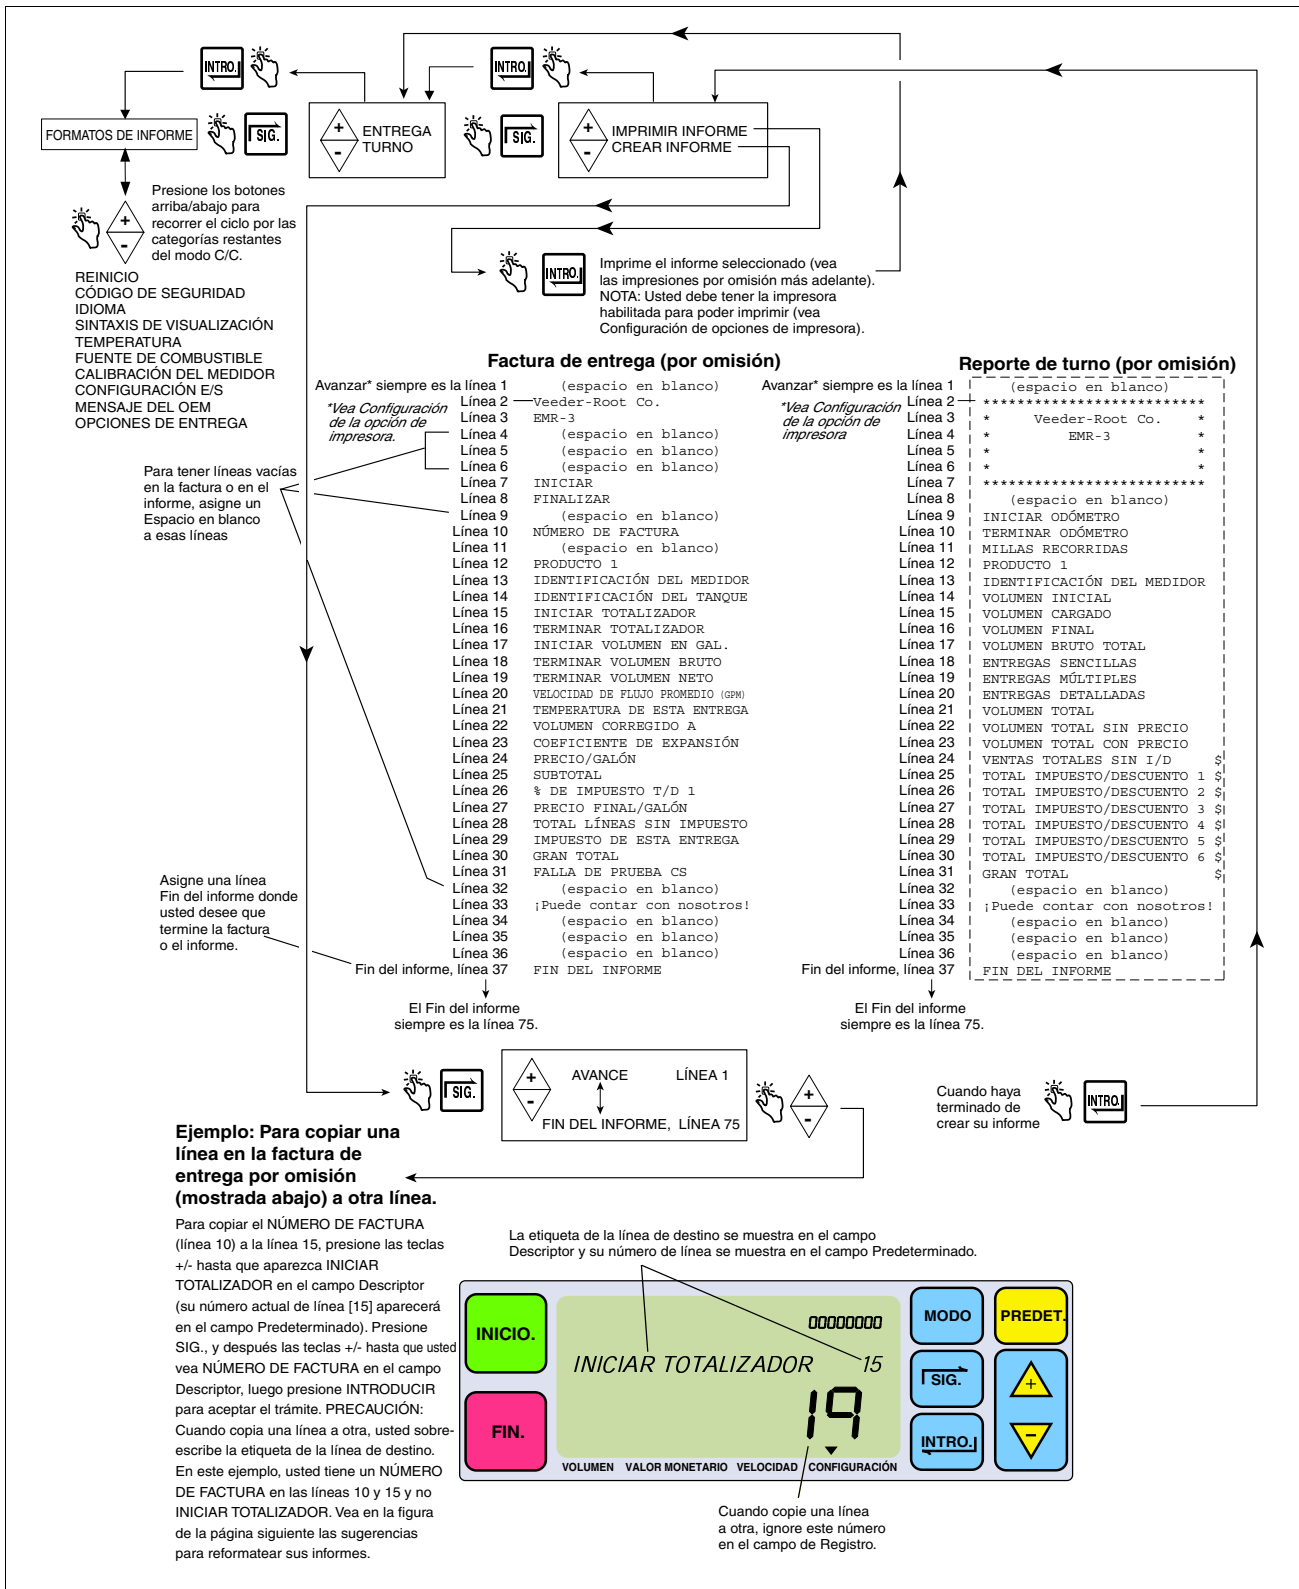 INTRO.
INTRO.
FORMATOS DE INFORME
SIG.
+
-
ENTREGA
TURNO
SIG.
+
-
IMPRIMIR INFORME
CREAR INFORME
Presione los botones
arriba/abajo para
recorrer el ciclo por las
categorías restantes
del modo C/C.
+
-
REINICIO
CÓDIGO DE SEGURIDAD
IDIOMA
SINTAXIS DE VISUALIZACIÓN
TEMPERATURA
FUENTE DE COMBUSTIBLE
CALIBRACIÓN DEL MEDIDOR
CONFIGURACIÓN E/S
MENSAJE DEL OEM
OPCIONES DE ENTREGA
INTRO.
Imprime el informe seleccionado (vea
las impresiones por omisión más adelante).
NOTA: Usted debe tener la impresora
habilitada para poder imprimir (vea
Configuración de opciones de impresora).
Factura de entrega (por omisión)
Avanzar* siempre es la línea 1 (espacio en blanco)
Línea 2 Veeder-Root Co.
*Vea Configuración
de la opción de
impresora.
Línea 3 EMR-3
Línea 4 (espacio en blanco)
Línea 5 (espacio en blanco)
Línea 6 (espacio en blanco)
Línea 7 INICIAR
Línea 8 FINALIZAR
Línea 9 (espacio en blanco)
Línea 10 NÚMERO DE FACTURA
Línea 11 (espacio en blanco)
Línea 12 PRODUCTO 1
Línea 13 IDENTIFICACIÓN DEL MEDIDOR
Línea 14 IDENTIFICACIÓN DEL TANQUE
Línea 15 INICIAR TOTALIZADOR
Línea 16 TERMINAR TOTALIZADOR
Línea 17 INICIAR VOLUMEN EN GAL.
Línea 18 TERMINAR VOLUMEN BRUTO
Línea 19 TERMINAR VOLUMEN NETO
Línea 20 VELOCIDAD DE FLUJO PROMEDIO (GPM)
Línea 21 TEMPERATURA DE ESTA ENTREGA
Línea 22 VOLUMEN CORREGIDO A
Línea 23 COEFICIENTE DE EXPANSIÓN
Línea 24 PRECIO/GALÓN
Línea 25 SUBTOTAL
Línea 26 % DE IMPUESTO T/D 1
Línea 27 PRECIO FINAL/GALÓN
Línea 28 TOTAL LÍNEAS SIN IMPUESTO
Línea 29 IMPUESTO DE ESTA ENTREGA
Línea 30 GRAN TOTAL
Línea 31 FALLA DE PRUEBA CS
Línea 32 (espacio en blanco)
Línea 33 ¡Puede contar con nosotros!
Línea 34 (espacio en blanco)
Línea 35 (espacio en blanco)
Línea 36 (espacio en blanco)
Fin del informe, línea 37 FIN DEL INFORME
El Fin del informe
siempre es la línea 75.
Para tener líneas vacías
en la factura o en el
informe, asigne un
Espacio en blanco
a esas líneas
Asigne una línea
Fin del informe donde
usted desee que
termine la factura
o el informe.
Reporte de turno (por omisión)
Avanzar* siempre es la línea 1 (espacio en blanco)
Línea 2 **************************
*Vea Configuración
de la opción de
impresora
Línea 3 * Veeder-Root Co. *
Línea 4 * EMR-3 *
Línea 5 * *
Línea 6 * *
Línea 7 **************************
Línea 8 (espacio en blanco)
Línea 9 INICIAR ODÓMETRO
Línea 10 TERMINAR ODÓMETRO
Línea 11 MILLAS RECORRIDAS
Línea 12 PRODUCTO 1
Línea 13 IDENTIFICACIÓN DEL MEDIDOR
Línea 14 VOLUMEN INICIAL
Línea 15 VOLUMEN CARGADO
Línea 16 VOLUMEN FINAL
Línea 17 VOLUMEN BRUTO TOTAL
Línea 18 ENTREGAS SENCILLAS
Línea 19 ENTREGAS MÚLTIPLES
Línea 20 ENTREGAS DETALLADAS
Línea 21 VOLUMEN TOTAL
Línea 22 VOLUMEN TOTAL SIN PRECIO
Línea 23 VOLUMEN TOTAL CON PRECIO
Línea 24 VENTAS TOTALES SIN I/D $
Línea 25 TOTAL IMPUESTO/DESCUENTO 1 $
Línea 26 TOTAL IMPUESTO/DESCUENTO 2 $
Línea 27 TOTAL IMPUESTO/DESCUENTO 3 $
Línea 28 TOTAL IMPUESTO/DESCUENTO 4 $
Línea 29 TOTAL IMPUESTO/DESCUENTO 5 $
Línea 30 TOTAL IMPUESTO/DESCUENTO 6 $
Línea 31 GRAN TOTAL $
Línea 32 (espacio en blanco)
Línea 33 ¡Puede contar con nosotros!
Línea 34 (espacio en blanco)
Línea 35 (espacio en blanco)
Línea 36 (espacio en blanco)
Fin del informe, línea 37 FIN DEL INFORME
El Fin del informe
siempre es la línea 75.
SIG.
+
-
AVANCE LÍNEA 1
FIN DEL INFORME, LÍNEA 75
+
-
Cuando haya
terminado de
crear su informe
INTRO.
Ejemplo: Para copiar una
línea en la factura de
entrega por omisión
(mostrada abajo) a otra línea.
Para copiar el NÚMERO DE FACTURA
(línea 10) a la línea 15, presione las teclas
+/- hasta que aparezca INICIAR
TOTALIZADOR en el campo Descriptor
(su número actual de línea [15] aparecerá
en el campo Predeterminado). Presione
SIG., y después las teclas +/- hasta que usted
vea NÚMERO DE FACTURA en el campo
Descriptor, luego presione INTRODUCIR
para aceptar el trámite. PRECAUCIÓN:
Cuando copia una línea a otra, usted sobre-
escribe la etiqueta de la línea de destino.
En este ejemplo, usted tiene un NÚMERO
DE FACTURA en las líneas 10 y 15 y no
INICIAR TOTALIZADOR. Vea en la figura
de la página siguiente las sugerencias
para reformatear sus informes.
La etiqueta de la línea de destino se muestra en el campo
Descriptor y su número de línea se muestra en el campo Predeterminado.
INICIO.
FIN.
00000000
INICIAR TOTALIZADOR 15
19
VOLUMEN VALOR MONETARIO VELOCIDAD CONFIGURACIÓN
MODO
PREDET.
SIG.
INTRO.
+
-
Cuando copie una línea
a otra, ignore este número
en el campo de Registro.